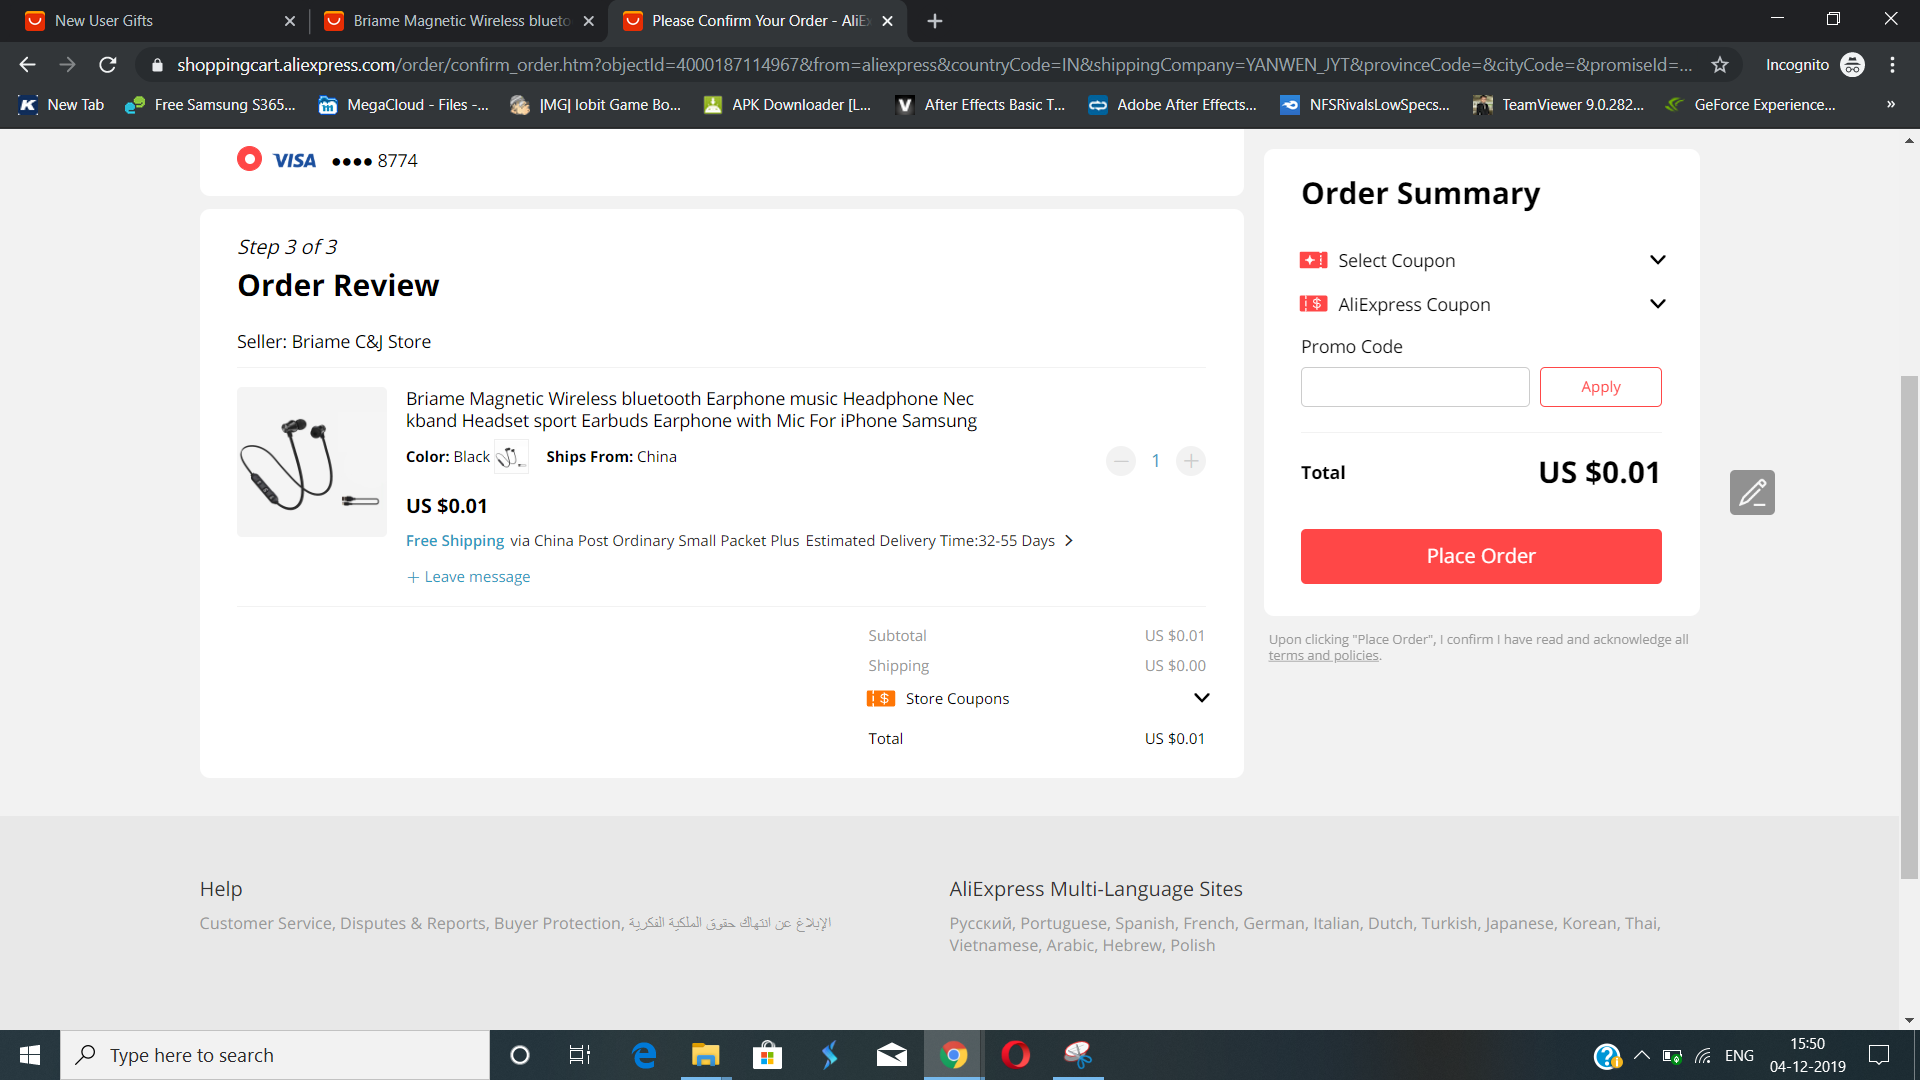 New User Gifts
Briame Magnetic Wireless blueto
Please Confirm Your Order - AliEx
shoppingcart.aliexpress.com/order/confirm_order.htm?objectId=4000187114967&from=aliexpress&countryCode=IN&shippingCompany=YANWEN_JYT&provinceCode=&cityCode=&promiseId=...
Incognito
New Tab
Free Samsung S365...
MegaCloud - Files -...
|MG| Iobit Game Bo...
APK Downloader [L...
After Effects Basic T...
Adobe After Effects...
NFSRivalsLowSpecs...
TeamViewer 9.0.282...
GeForce Experience...
»
VISA •••• 8774
Step 3 of 3
Order Review
Seller: Briame C&J Store
Briame Magnetic Wireless bluetooth Earphone music Headphone Nec
kband Headset sport Earbuds Earphone with Mic For iPhone Samsung
Color: Black Ships From: China
1
US $0.01
Free Shipping via China Post Ordinary Small Packet Plus Estimated Delivery Time:32-55 Days
+ Leave message
Subtotal US $0.01
Shipping US $0.00
Store Coupons
Total US $0.01
Order Summary
Select Coupon
AliExpress Coupon
Promo Code
Apply
Total US $0.01
Place Order
Upon clicking "Place Order", I confirm I have read and acknowledge all
terms and policies.
Help
Customer Service, Disputes & Reports, Buyer Protection, الإبلاغ عن انتهاك حقوق الملكية الفكرية
AliExpress Multi-Language Sites
Русский, Portuguese, Spanish, French, German, Italian, Dutch, Turkish, Japanese, Korean, Thai,
Vietnamese, Arabic, Hebrew, Polish
Type here to search
ENG
15:50
04-12-2019